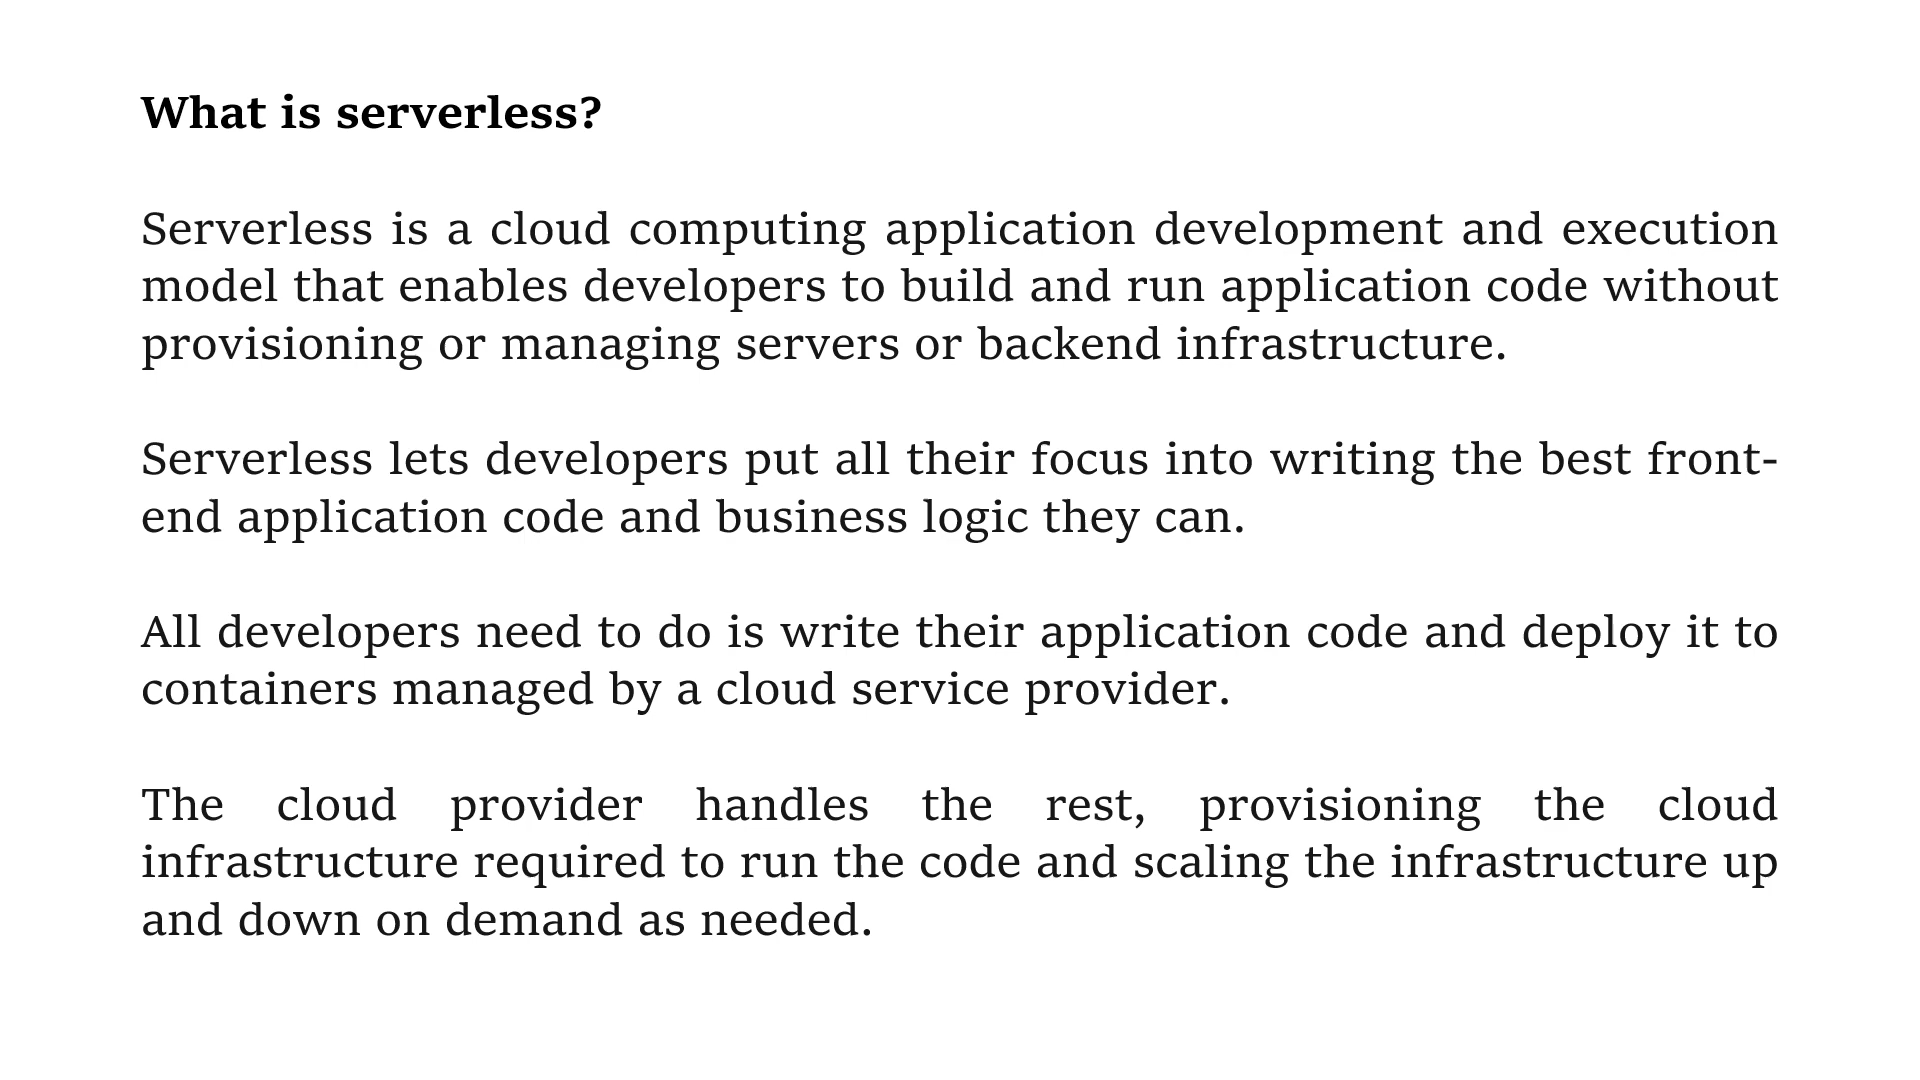 What is serverless?
Serverless is a cloud computing application development and execution
model that enables developers to build and run application code without
provisioning or managing servers or backend infrastructure.
Serverless lets developers put all their focus into writing the best front-
end application code and business logic they can.
All developers need to do is write their application code and deploy it to
containers managed by a cloud service provider.
The cloud provider handles the rest, provisioning the cloud
infrastructure required to run the code and scaling the infrastructure up
and down on demand as needed.